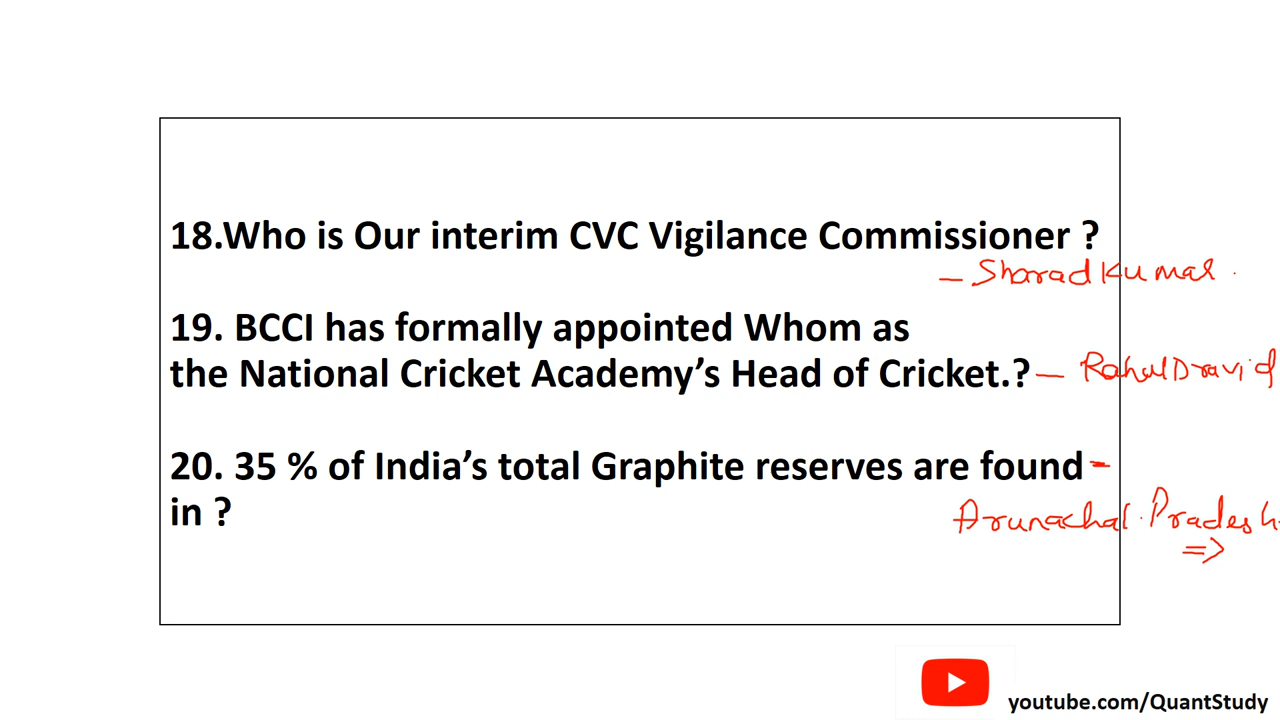 18.Who is Our interim CVC Vigilance Commissioner ?
– Sharad Kumar .
19. BCCI has formally appointed Whom as
the National Cricket Academy’s Head of Cricket.? – Rahul Dravid
20. 35 % of India’s total Graphite reserves are found -
in ?
Arunachal. Pradesh
=>
youtube.com/QuantStudy